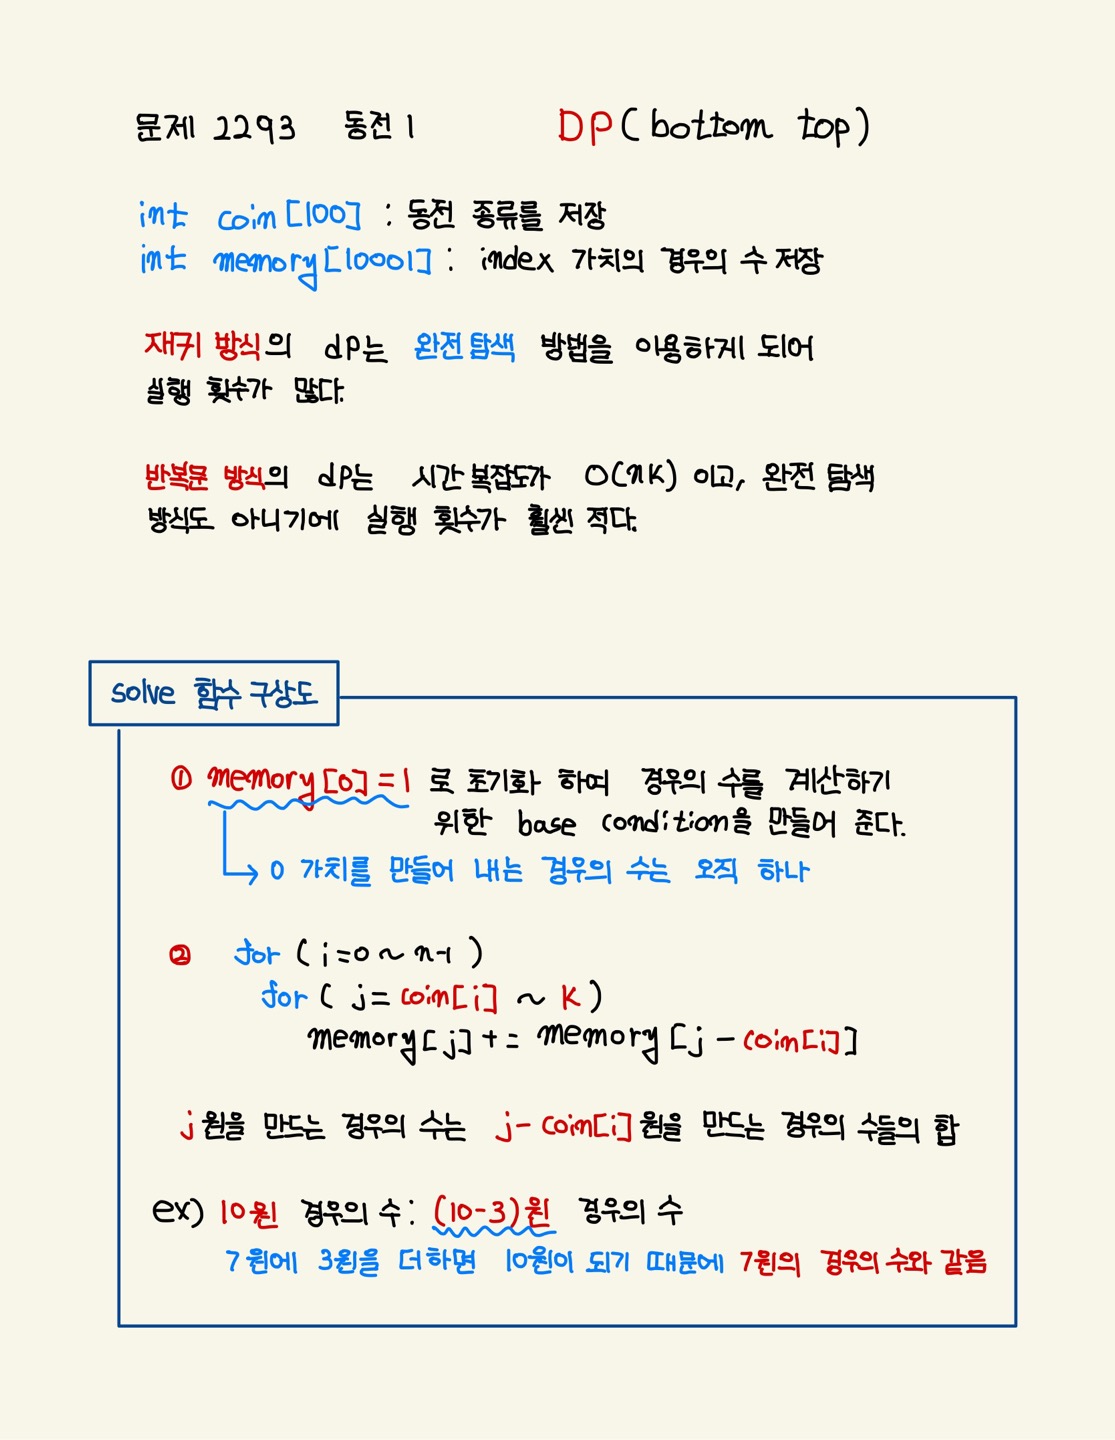 문제 2293 동전 1 DP(bottom top)
int coin[100] : 동전 종류를 저장
int memory[10001] : index 가치의 경우의 수 저장
재귀 방식의 dp는 완전탐색 방법을 이용하게 되어
실행 횟수가 많다.
반복문 방식의 dp는 시간 복잡도가 O(nK) 이고, 완전 탐색
방식도 아니기에 실행 횟수가 훨씬 적다.
solve 함수 구상도
① memory[0]=1 로 초기화 하여 경우의 수를 계산하기
위한 base condition을 만들어 준다.
→ 0 가치를 만들어 내는 경우의 수는 오직 하나
② for ( i=0 ~ n-1 )
for ( j= coin[i] ~ K )
memory[j] += memory[j - coin[i]]
j원을 만드는 경우의 수는 j-coin[i]원을 만드는 경우의 수들의 합
ex) 10원 경우의 수: (10-3)원 경우의 수
7원에 3원을 더하면 10원이 되기 때문에 7원의 경우의 수와 같음